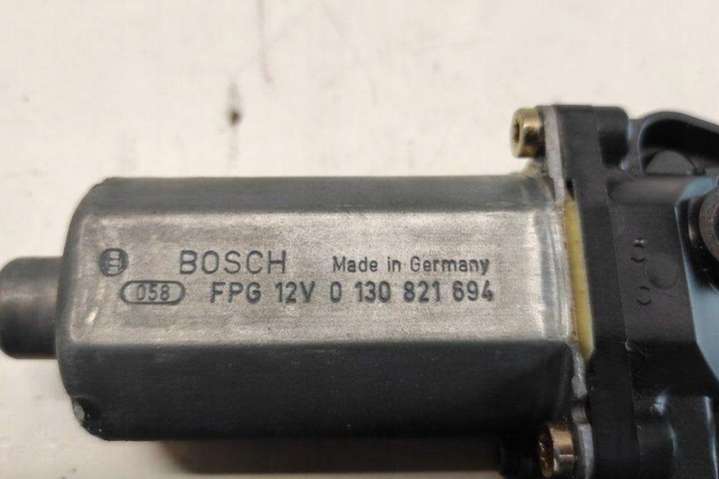 BOSCH Made in Germany
058 FPG 12V 0 130 821 694